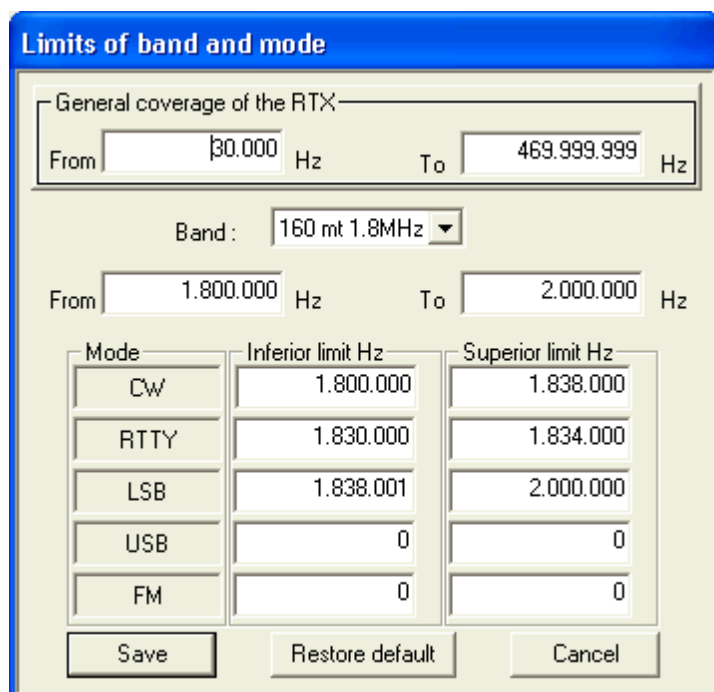 Limits of band and mode
General coverage of the RTX
From 30.000 Hz To 469.999.999 Hz
Band : 160 mt 1.8MHz
From 1.800.000 Hz To 2.000.000 Hz
Mode Inferior limit Hz Superior limit Hz
CW 1.800.000 1.838.000
RTTY 1.830.000 1.834.000
LSB 1.838.001 2.000.000
USB 0 0
FM 0 0
Save Restore default Cancel